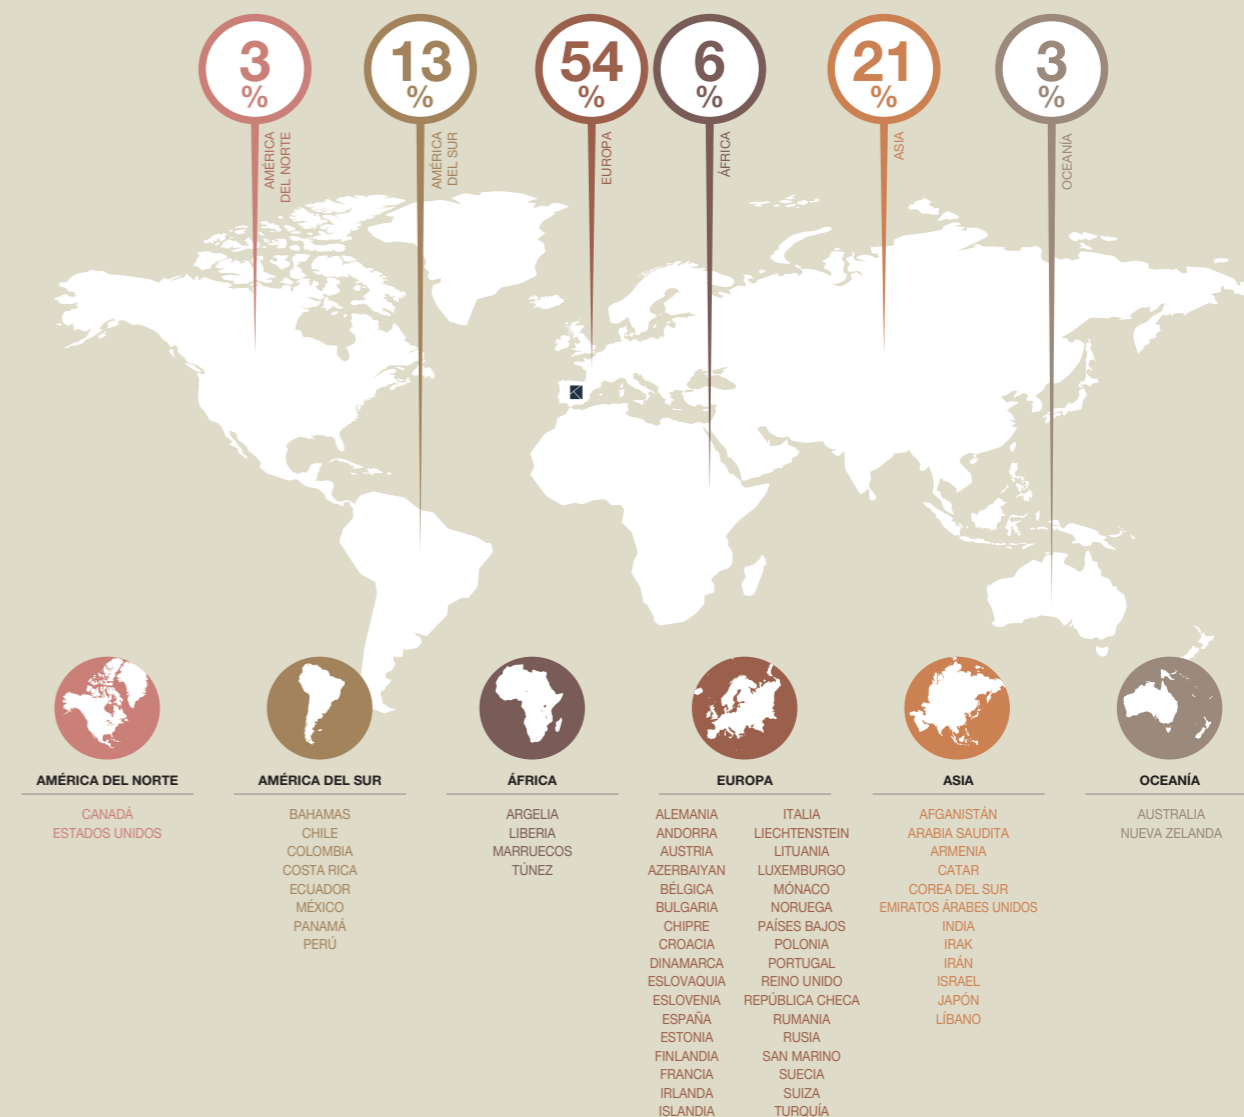 3
%
AMÉRICA
DEL NORTE
13
%
AMÉRICA
DEL SUR
54
%
EUROPA
6
%
ÁFRICA
21
%
ASIA
3
%
OCEANÍA
AMÉRICA DEL NORTE
CANADÁ
ESTADOS UNIDOS
AMÉRICA DEL SUR
BAHAMAS
CHILE
COLOMBIA
COSTA RICA
ECUADOR
MÉXICO
PANAMÁ
PERÚ
ÁFRICA
ARGELIA
LIBERIA
MARRUECOS
TÚNEZ
EUROPA
ALEMANIA
ANDORRA
AUSTRIA
AZERBAIYAN
BÉLGICA
BULGARIA
CHIPRE
CROACIA
DINAMARCA
ESLOVAQUIA
ESLOVENIA
ESPAÑA
ESTONIA
FINLANDIA
FRANCIA
IRLANDA
ISLANDIA
ITALIA
LIECHTENSTEIN
LITUANIA
LUXEMBURGO
MÓNACO
NORUEGA
PAÍSES BAJOS
POLONIA
PORTUGAL
REINO UNIDO
REPÚBLICA CHECA
RUMANIA
RUSIA
SAN MARINO
SUECIA
SUIZA
TURQUÍA
ASIA
AFGANISTÁN
ARABIA SAUDITA
ARMENIA
CATAR
COREA DEL SUR
EMIRATOS ÁRABES UNIDOS
INDIA
IRAK
IRÁN
ISRAEL
JAPÓN
LÍBANO
OCEANÍA
AUSTRALIA
NUEVA ZELANDA